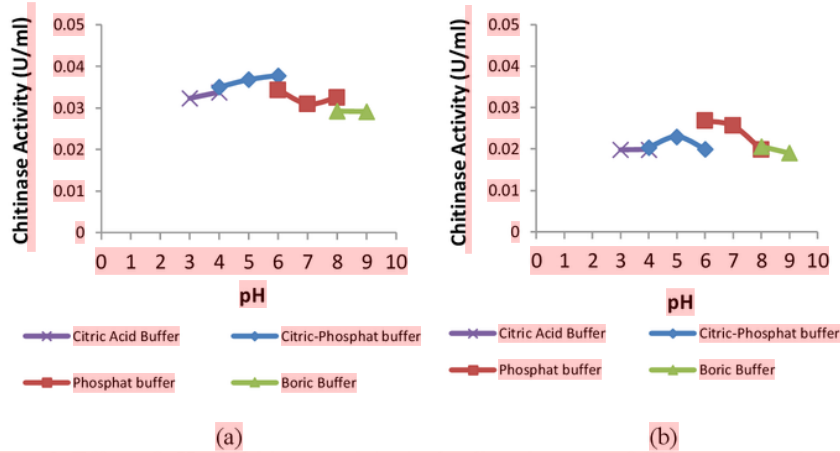 Chitinase Activity (U/ml)
0.05
0.04
0.03
0.02
0.01
0
0 1 2 3 4 5 6 7 8 9 10
pH
Citric Acid Buffer
Citric-Phosphat buffer
Phosphat buffer
Boric Buffer
(a)
Chitinase Activity (U/ml)
0.05
0.04
0.03
0.02
0.01
0
0 1 2 3 4 5 6 7 8 9 10
pH
Citric Acid Buffer
Citric-Phosphat buffer
Phosphat buffer
Boric Buffer
(b)